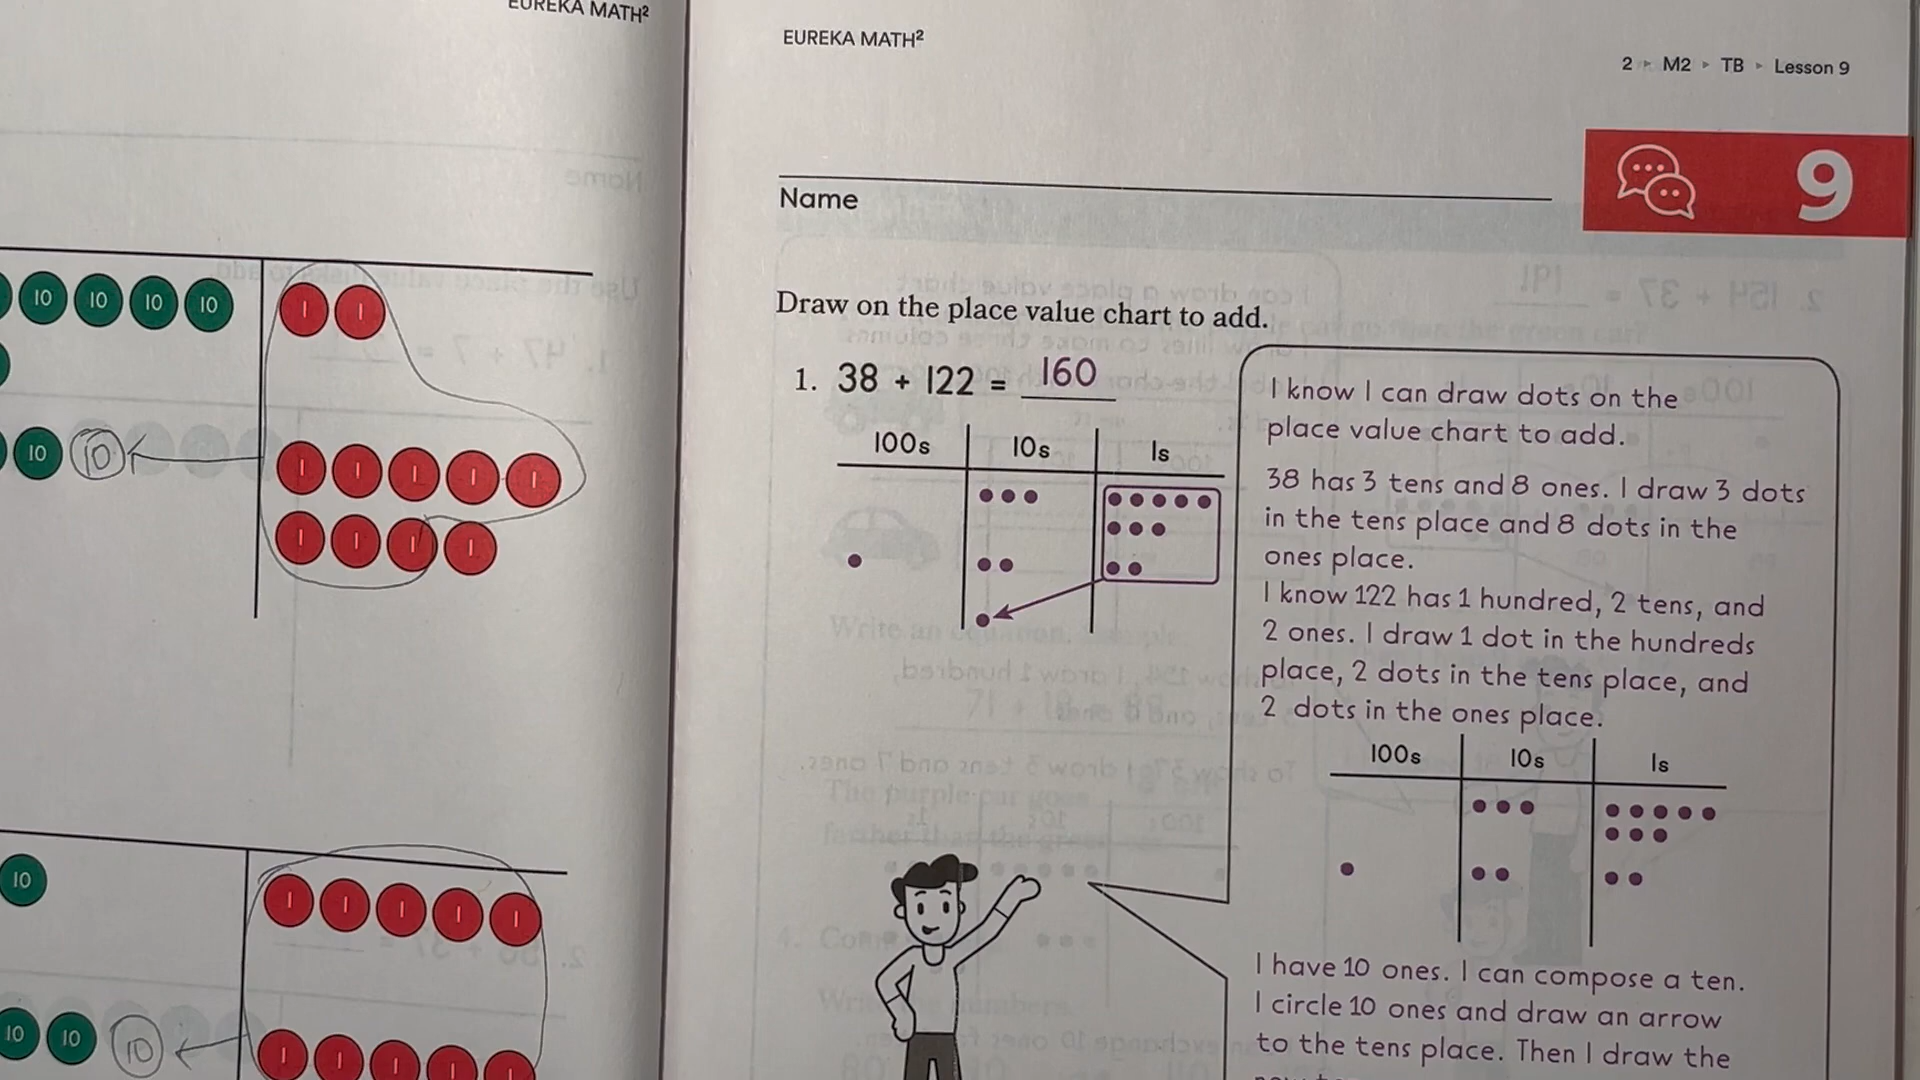 EUREKA MATH²
10 10 10 10
1 1
10 10
1 1 1 1 1
1 1 1 1
10
1 1 1 1 1
10 10 10
1 1 1 1 1
EUREKA MATH²
2 ▸ M2 ▸ TB ▸ Lesson 9
9
Name
Draw on the place value chart to add.
1. 38 + 122 = 160
100s 10s 1s
I know I can draw dots on the
place value chart to add.
38 has 3 tens and 8 ones. I draw 3 dots
in the tens place and 8 dots in the
ones place.
I know 122 has 1 hundred, 2 tens, and
2 ones. I draw 1 dot in the hundreds
place, 2 dots in the tens place, and
2 dots in the ones place.
100s 10s 1s
I have 10 ones. I can compose a ten.
I circle 10 ones and draw an arrow
to the tens place. Then I draw the